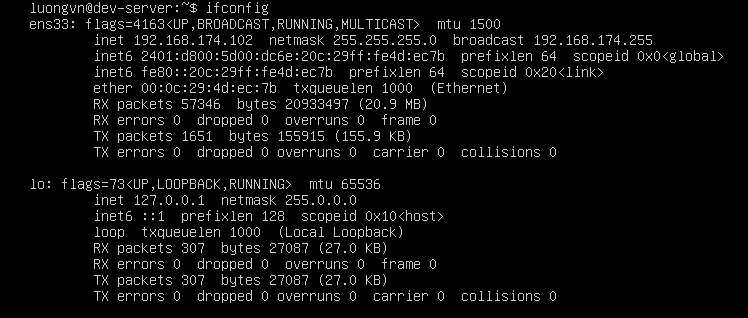 luongvn@dev-server:~$ ifconfig
ens33: flags=4163<UP,BROADCAST,RUNNING,MULTICAST>  mtu 1500
        inet 192.168.174.102  netmask 255.255.255.0  broadcast 192.168.174.255
        inet6 2401:d800:5d00:dc6e:20c:29ff:fe4d:ec7b  prefixlen 64  scopeid 0x0<global>
        inet6 fe80::20c:29ff:fe4d:ec7b  prefixlen 64  scopeid 0x20<link>
        ether 00:0c:29:4d:ec:7b  txqueuelen 1000  (Ethernet)
        RX packets 57346  bytes 20933497 (20.9 MB)
        RX errors 0  dropped 0  overruns 0  frame 0
        TX packets 1651  bytes 155915 (155.9 KB)
        TX errors 0  dropped 0 overruns 0  carrier 0  collisions 0

lo: flags=73<UP,LOOPBACK,RUNNING>  mtu 65536
        inet 127.0.0.1  netmask 255.0.0.0
        inet6 ::1  prefixlen 128  scopeid 0x10<host>
        loop  txqueuelen 1000  (Local Loopback)
        RX packets 307  bytes 27087 (27.0 KB)
        RX errors 0  dropped 0  overruns 0  frame 0
        TX packets 307  bytes 27087 (27.0 KB)
        TX errors 0  dropped 0 overruns 0  carrier 0  collisions 0